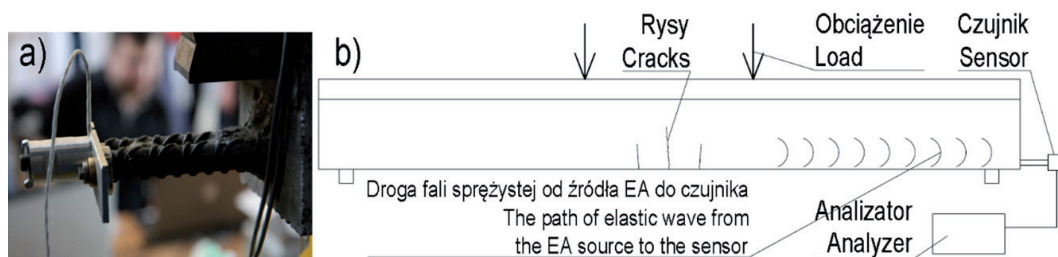 a)
b)
Rysy
Cracks
Obciążenie
Load
Czujnik
Sensor
Droga fali sprężystej od źródła EA do czujnika
The path of elastic wave from
the EA source to the sensor
Analizator
Analyzer